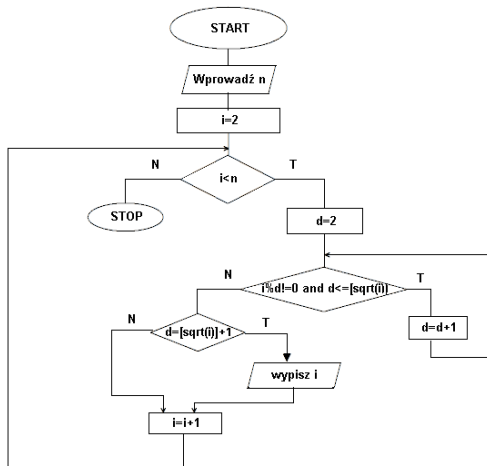 START
Wprowadź n
i=2
N
i<n
T
STOP
d=2
N
i%d!=0 and d<=[sqrt(i)]
T
N
d=[sqrt(i)]+1
T
d=d+1
wypisz i
i=i+1